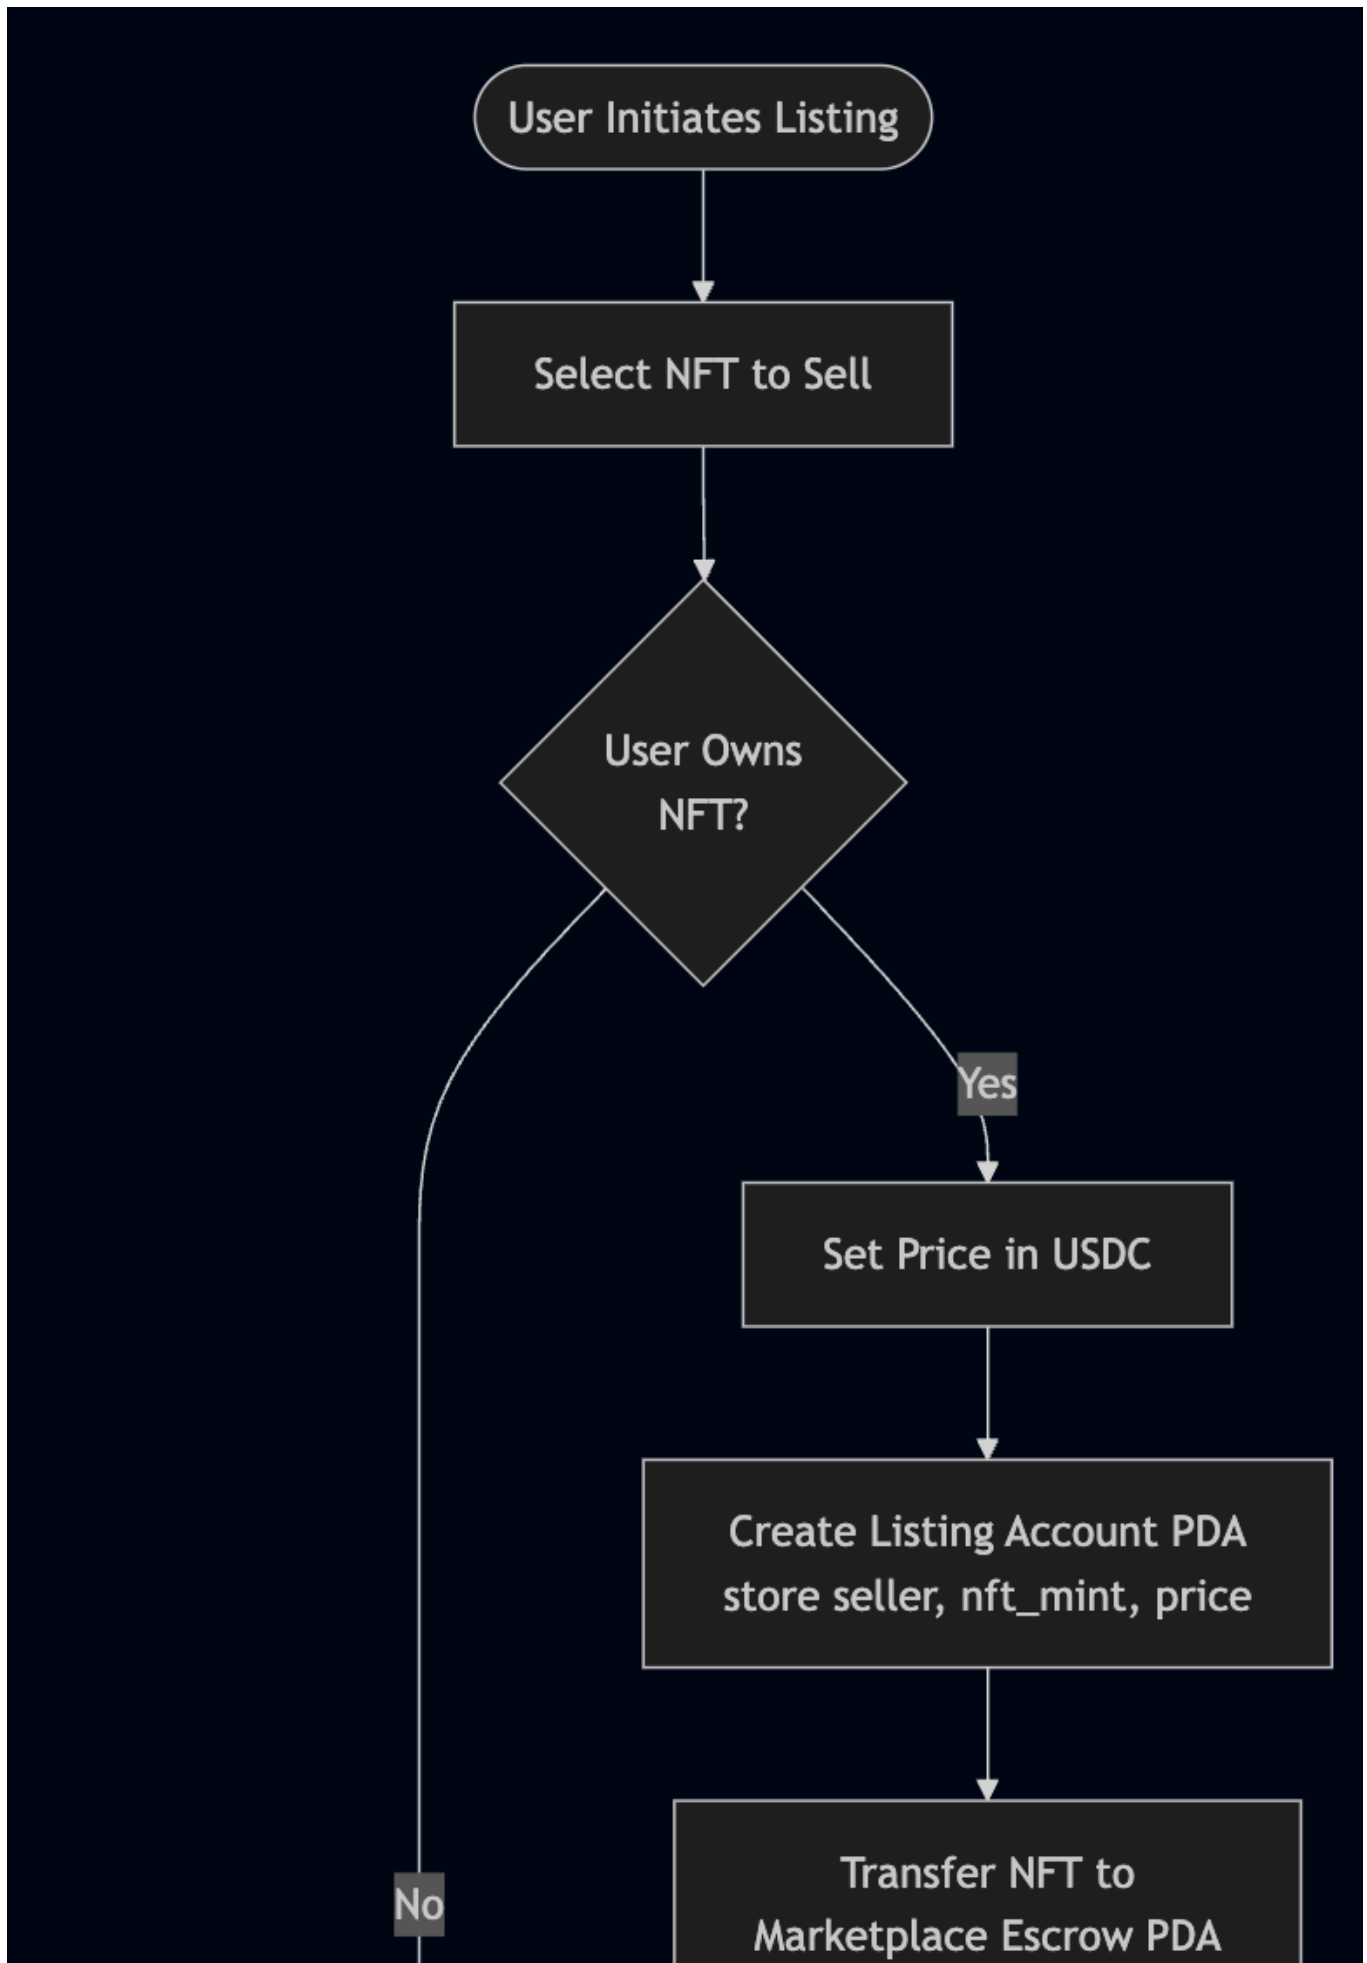 User Initiates Listing
Select NFT to Sell
User Owns
NFT?
Yes
Set Price in USDC
Create Listing Account PDA
store seller, nft_mint, price
Transfer NFT to
Marketplace Escrow PDA
No